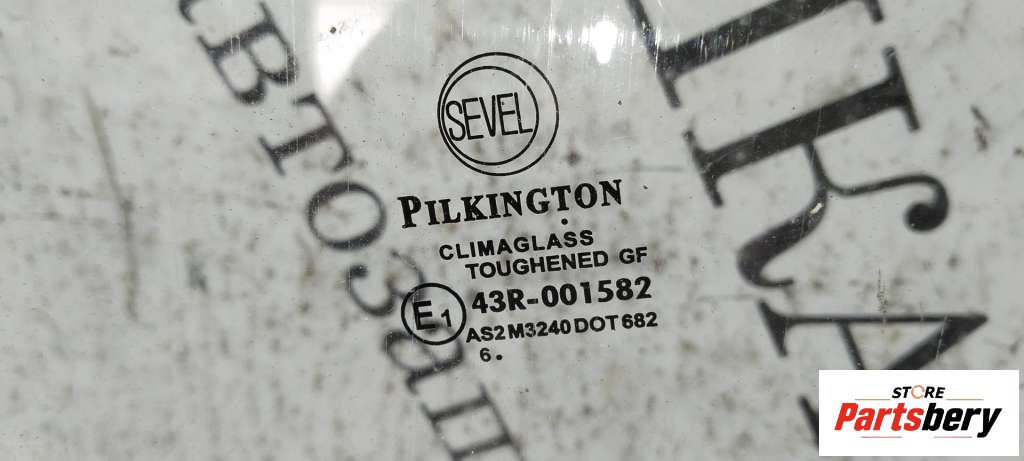 SEVEL
PILKINGTON
CLIMAGLASS
TOUGHENED GF
E1 43R-001582
AS2 M3240 DOT 682
6.
STORE
Partsbery